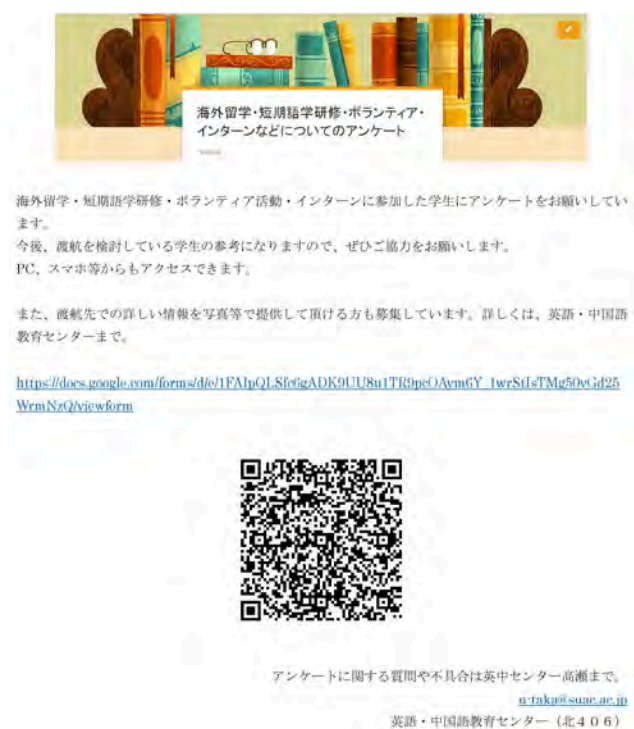 海外留学・短期語学研修・ボランティア・
インターンなどについてのアンケート
海外留学・短期語学研修・ボランティア活動・インターンに参加した学生にアンケートをお願いしてい
ます。
今後、渡航を検討している学生の参考になりますので、ぜひご協力をお願いします。
PC、スマホ等からもアクセスできます。
また、渡航先での詳しい情報を写真等で提供して頂ける方も募集しています。詳しくは、英語・中国語
教育センターまで。
https://docs.google.com/forms/d/e/1FAIpQLSfc6gADK9UU8u1TR9pcOAvm6Y_1wrStIsTMg50vGd25
WrmNzQ/viewform
アンケートに関する質問や不具合は英中センター高瀬まで。
n-taka@suac.ac.jp
英語・中国語教育センター（北４０６）